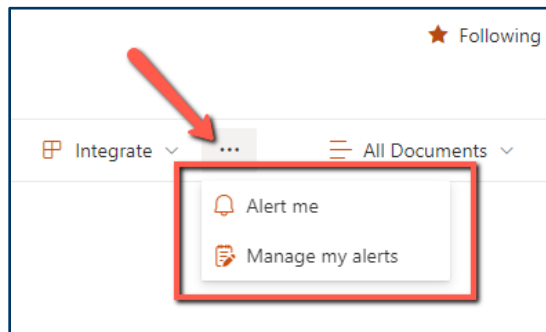 Following
Integrate ... All Documents
Alert me
Manage my alerts